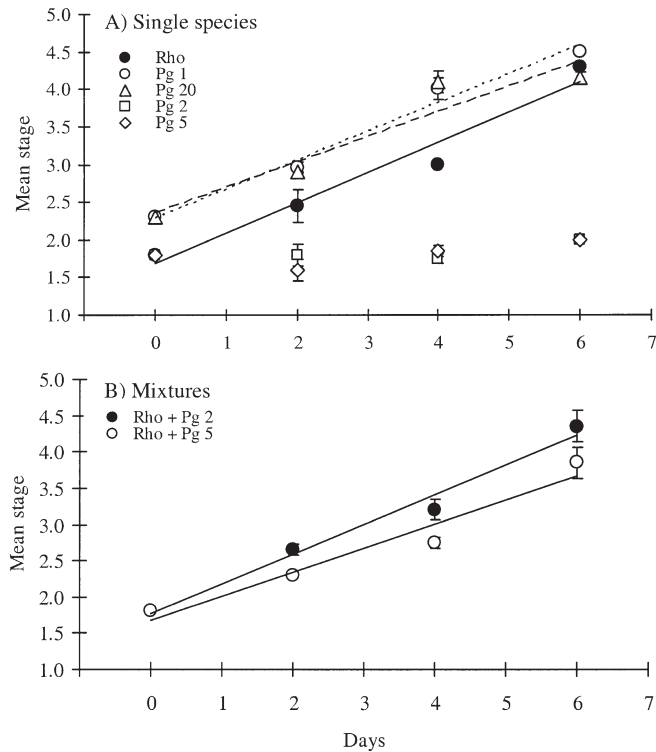 A) Single species
Rho
Pg 1
Pg 20
Pg 2
Pg 5
Mean stage
5.0
4.5
4.0
3.5
3.0
2.5
2.0
1.5
1.0
0 1 2 3 4 5 6 7
B) Mixtures
Rho + Pg 2
Rho + Pg 5
Mean stage
5.0
4.5
4.0
3.5
3.0
2.5
2.0
1.5
1.0
0 1 2 3 4 5 6 7
Days